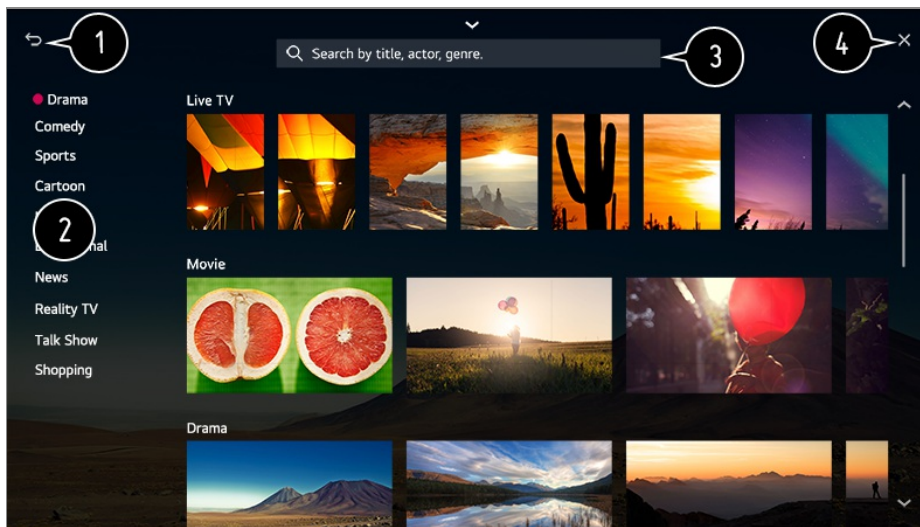 1
3
4
Search by title, actor, genre.
Drama
Comedy
Sports
Cartoon
2
News
Reality TV
Talk Show
Shopping
Live TV
Movie
Drama